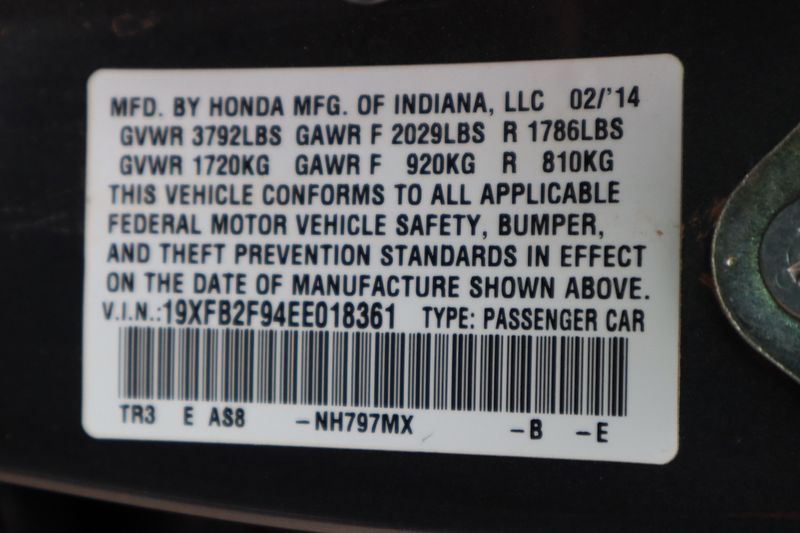 MFD. BY HONDA MFG. OF INDIANA, LLC 02/'14
GVWR 3792LBS GAWR F 2029LBS R 1786LBS
GVWR 1720KG GAWR F 920KG R 810KG
THIS VEHICLE CONFORMS TO ALL APPLICABLE
FEDERAL MOTOR VEHICLE SAFETY, BUMPER,
AND THEFT PREVENTION STANDARDS IN EFFECT
ON THE DATE OF MANUFACTURE SHOWN ABOVE.
V.I.N.:19XFB2F94EE018361 TYPE: PASSENGER CAR
TR3 E AS8 -NH797MX -B -E